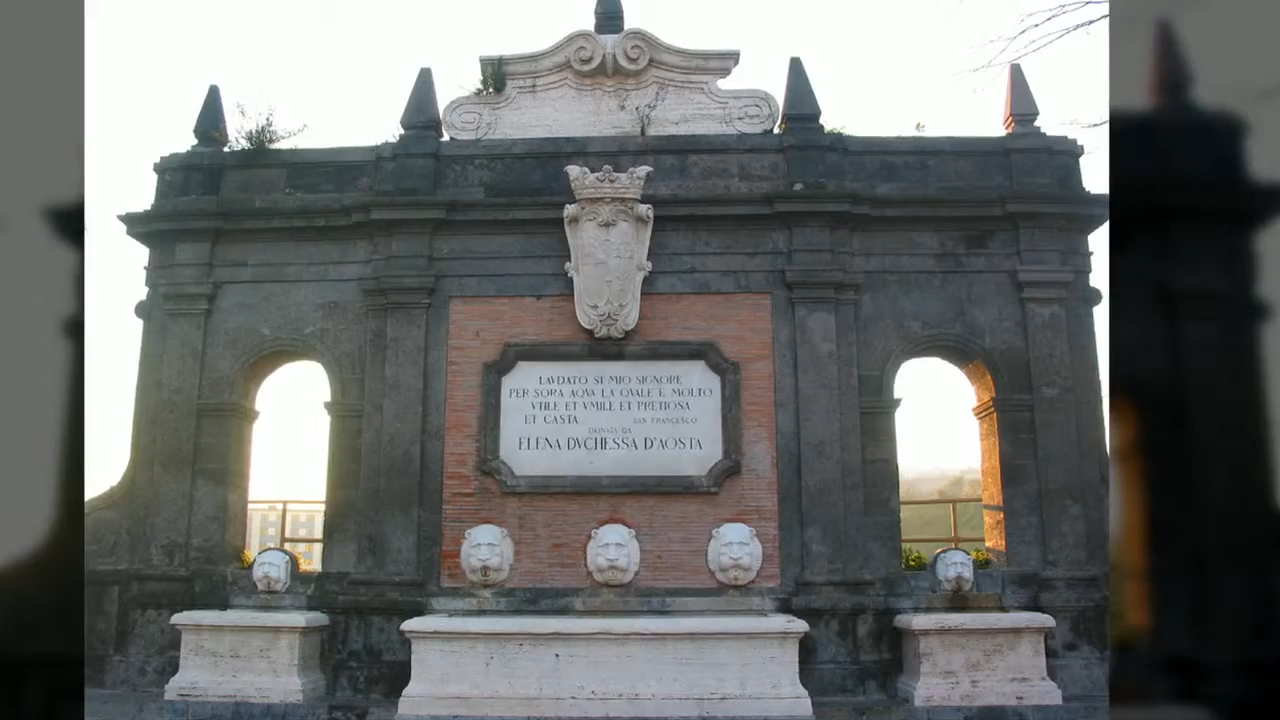 LAVDATO SI MIO SIGNORE
PER SORA AQVA LA QVALE E MOLTO
VTILE ET VMILE ET PRETIOSA
ET CASTA SAN FRANCESCO
DONATA DA
ELENA DVCHESSA D'AOSTA